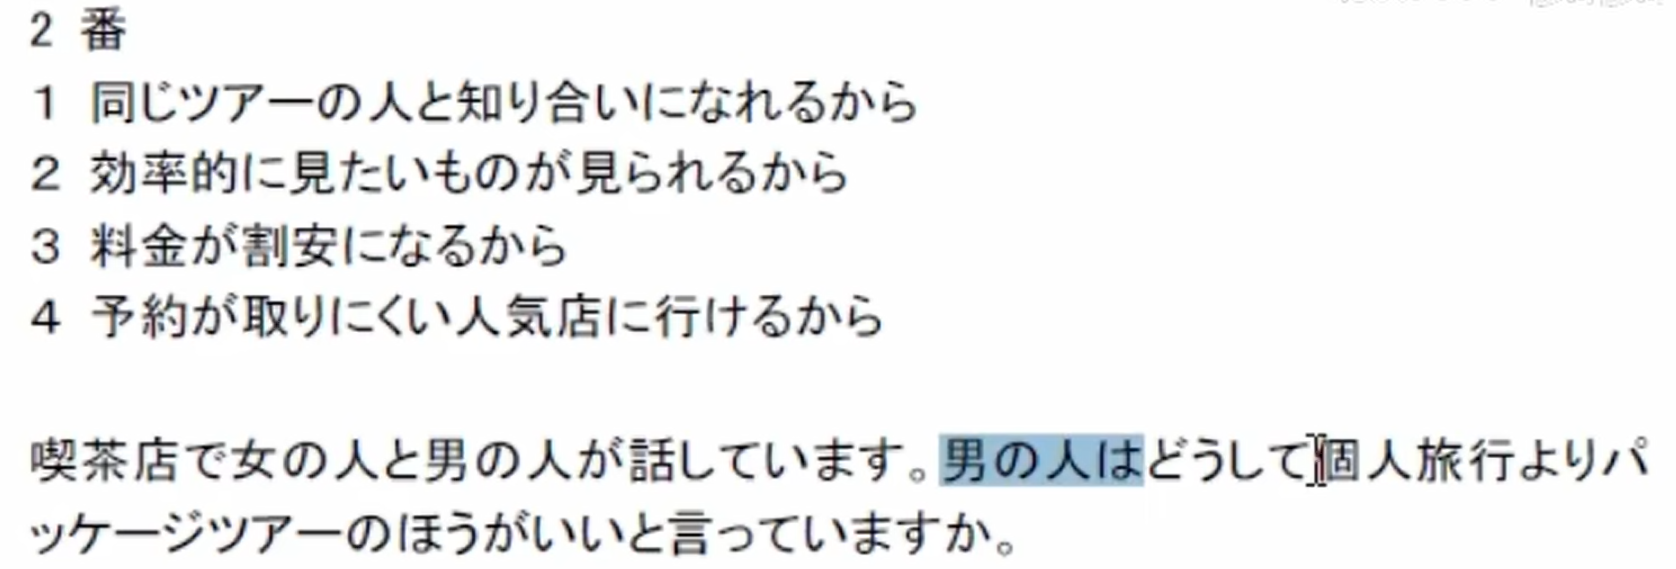 2 番
1 同じツアーの人と知り合いになれるから
2 効率的に見たいものが見られるから
3 料金が割安になるから
4 予約が取りにくい人気店に行けるから
喫茶店で女の人と男の人が話しています。男の人はどうして個人旅行よりパ
ッケージツアーのほうがいいと言っていますか。